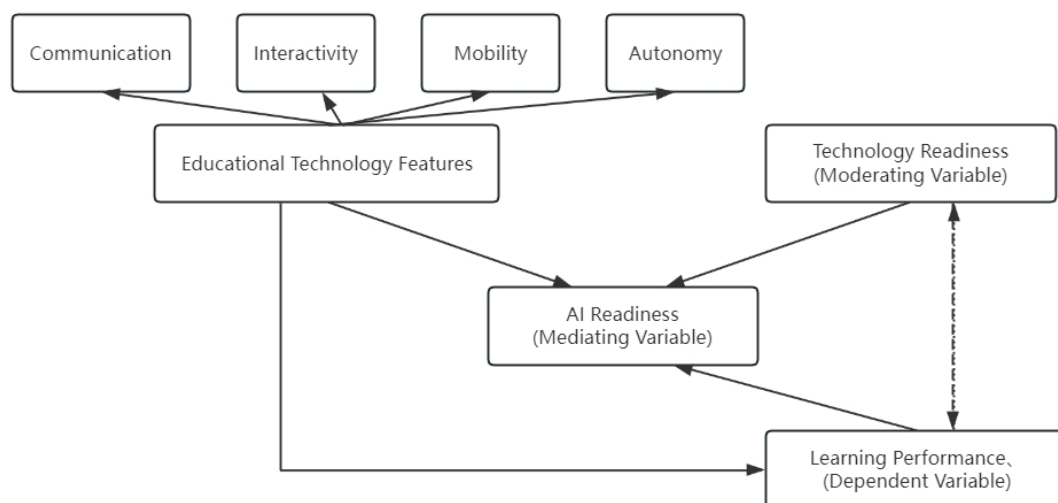 Communication
Interactivity
Mobility
Autonomy
Educational Technology Features
Technology Readiness
(Moderating Variable)
AI Readiness
(Mediating Variable)
Learning Performance、
(Dependent Variable)